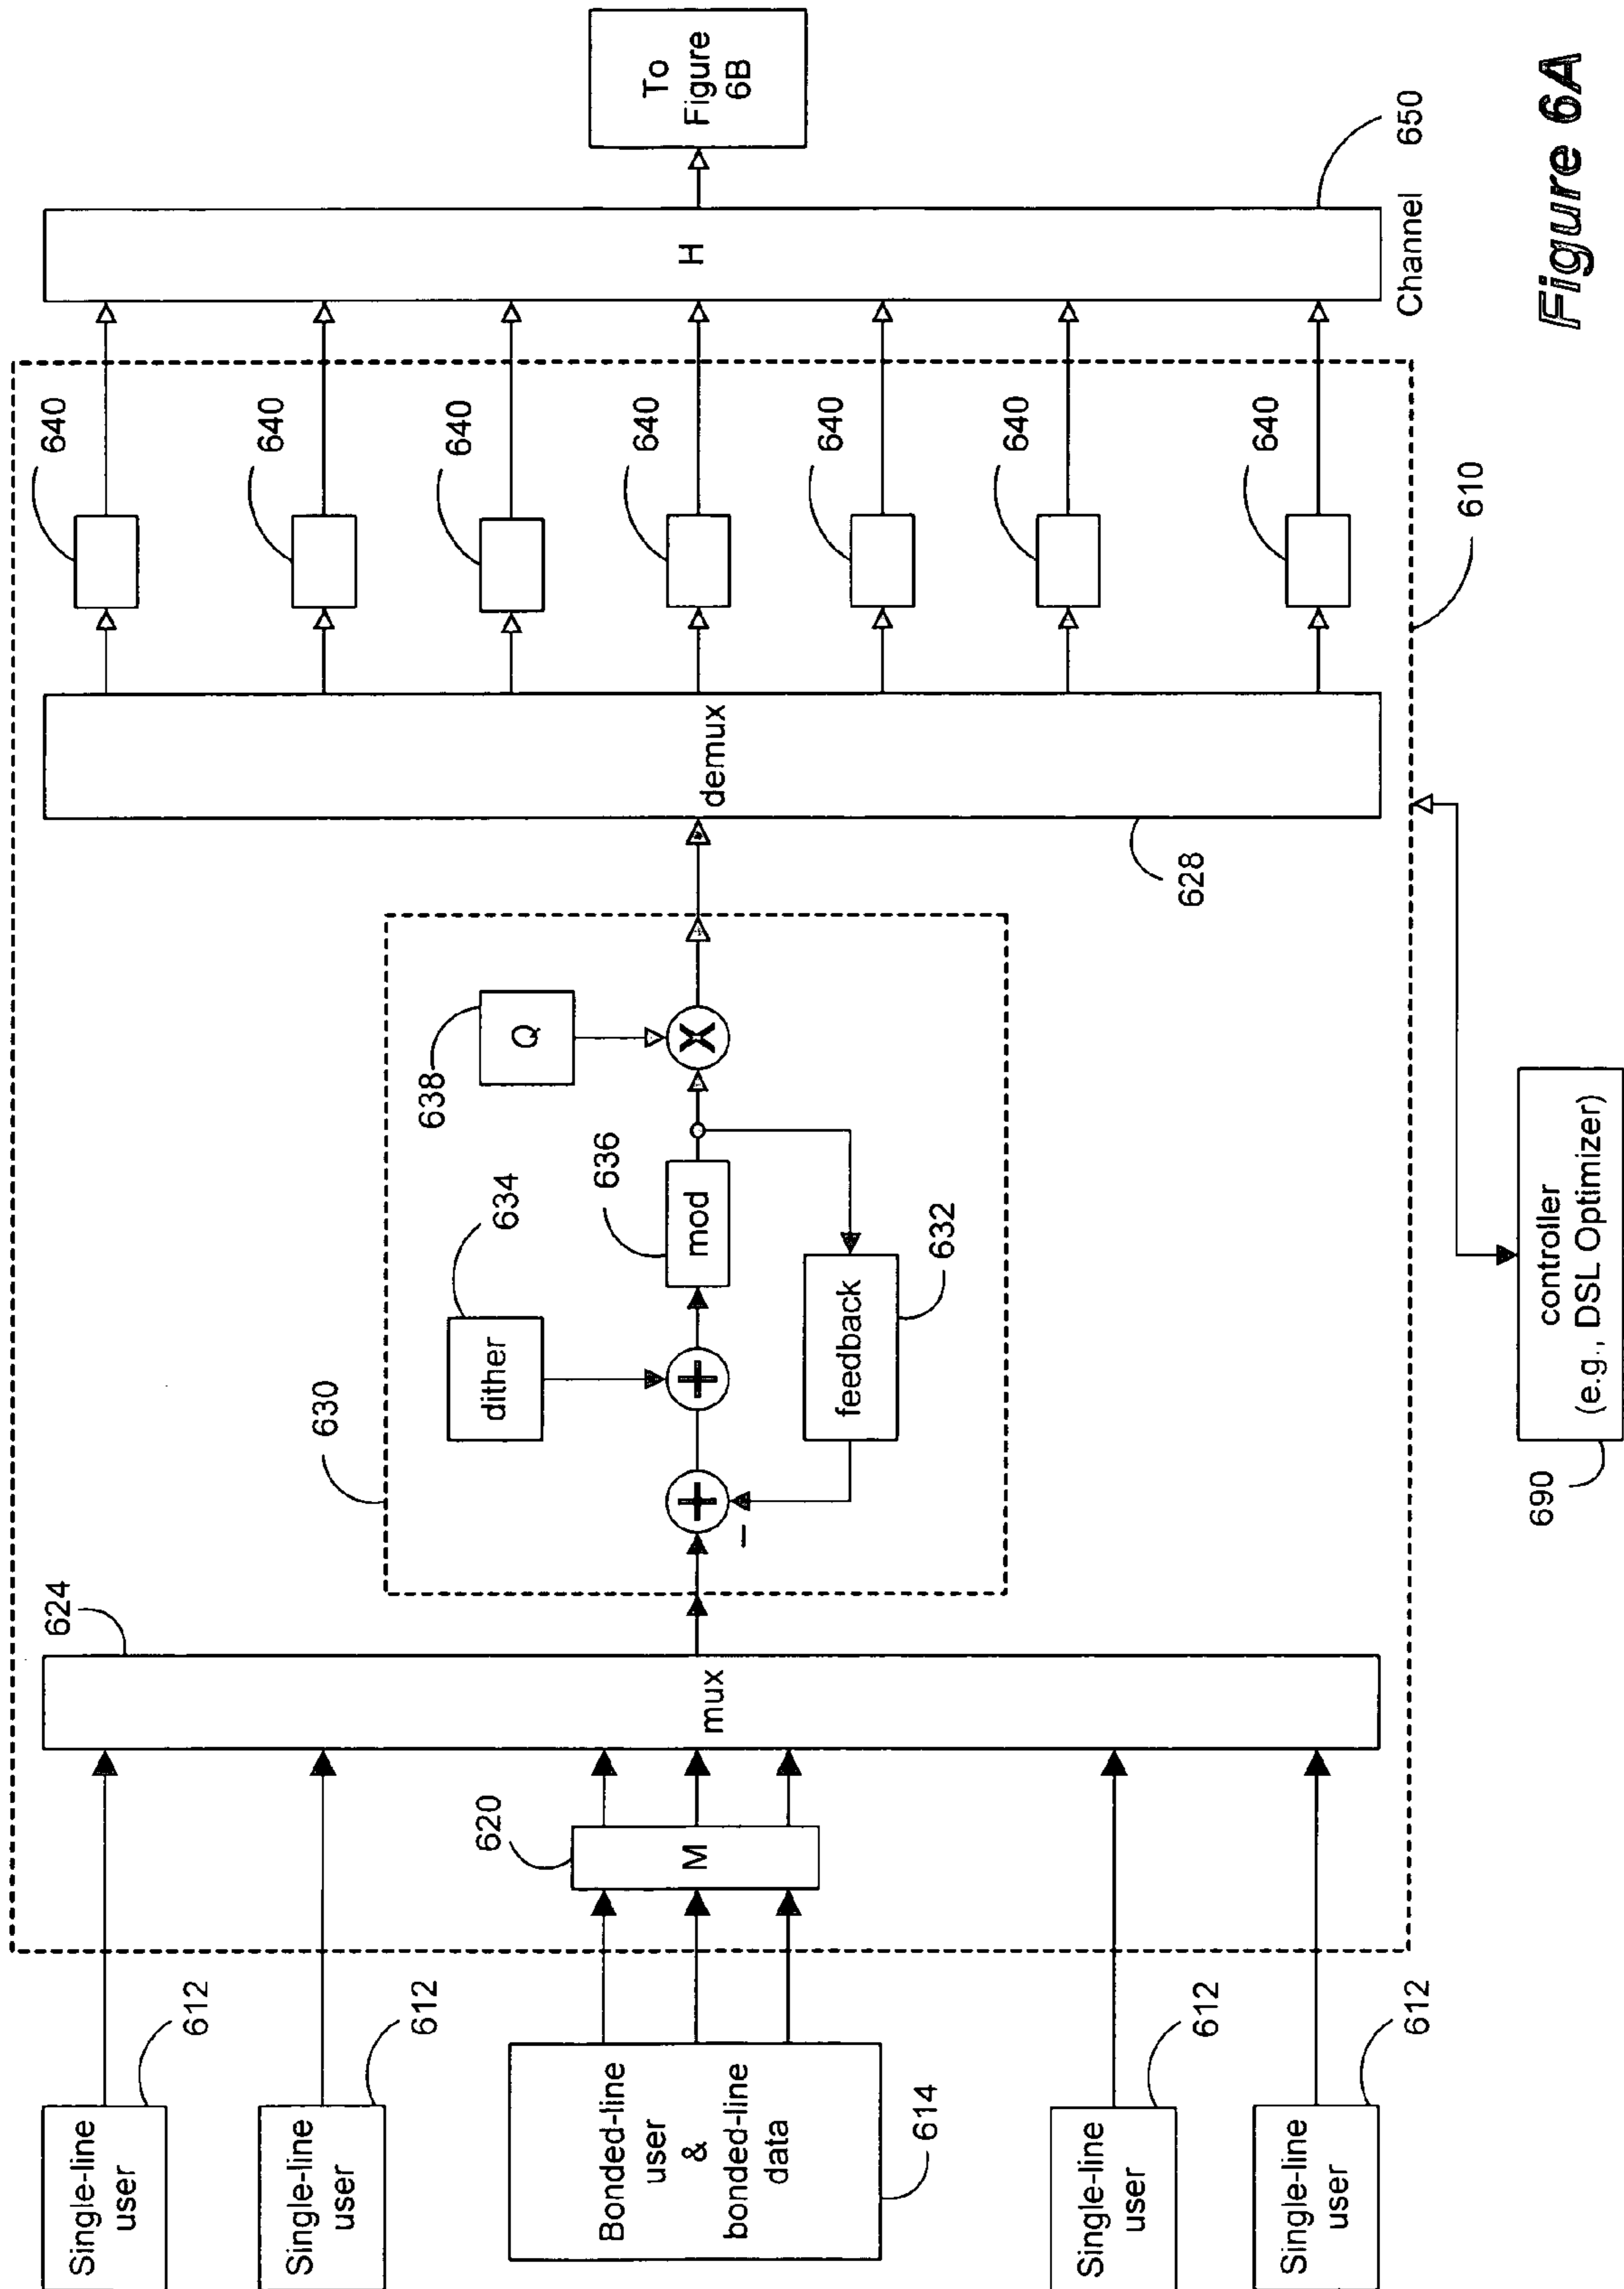 Single-line
user
612
Single-line
user
612
Bonded-line
user
&
bonded-line
data
614
Single-line
user
612
Single-line
user
612
M
620
mux
624
630
+
−
+
dither
634
mod
636
feedback
632
Q
638
X
demux
628
640
640
640
640
640
640
640
610
H
Channel
650
To
Figure
6B
controller
(e.g., DSL Optimizer)
690
Figure 6A